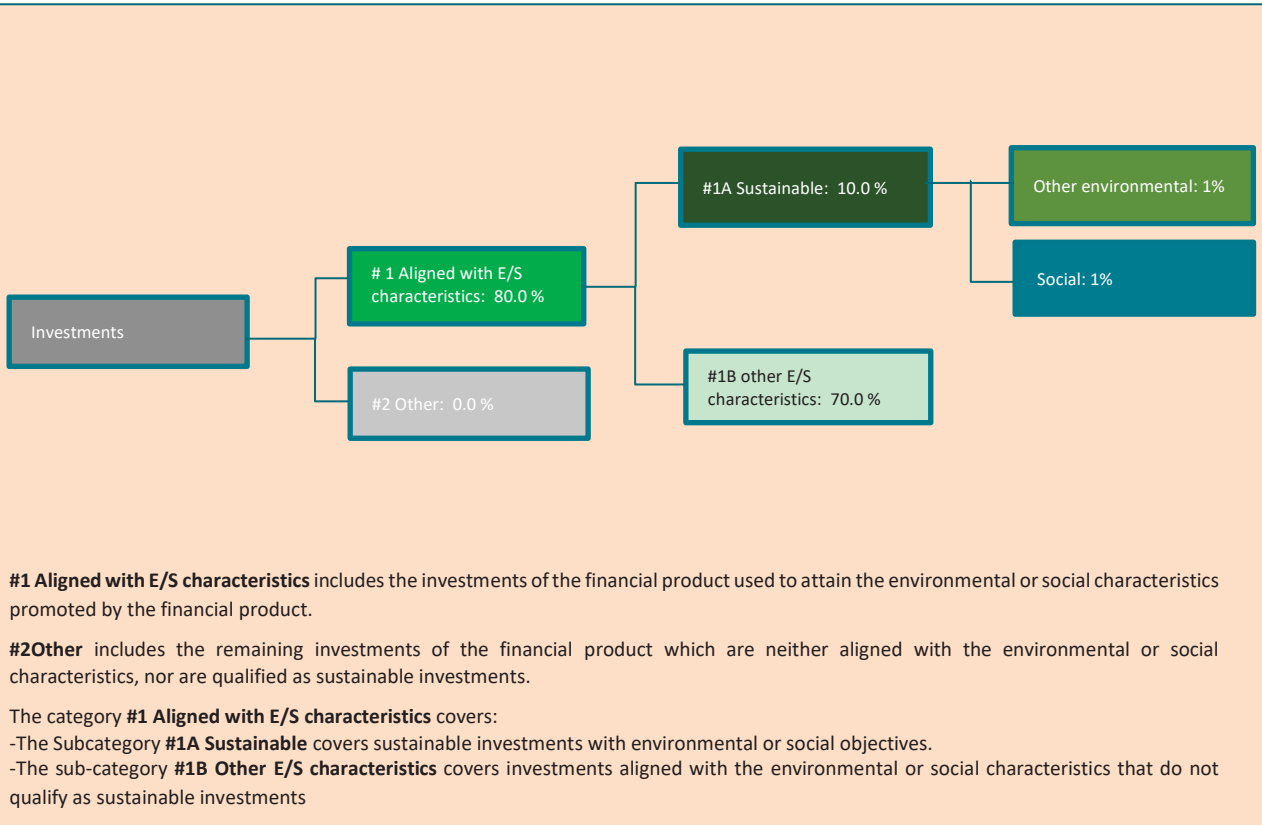 #1A Sustainable: 10.0 %
Other environmental: 1%
# 1 Aligned with E/S
characteristics: 80.0 %
Social: 1%
Investments
#1B other E/S
characteristics: 70.0 %
#2 Other: 0.0 %
#1 Aligned with E/S characteristics includes the investments of the financial product used to attain the environmental or social characteristics
promoted by the financial product.
#2Other includes the remaining investments of the financial product which are neither aligned with the environmental or social
characteristics, nor are qualified as sustainable investments.
The category #1 Aligned with E/S characteristics covers:
-The Subcategory #1A Sustainable covers sustainable investments with environmental or social objectives.
-The sub-category #1B Other E/S characteristics covers investments aligned with the environmental or social characteristics that do not
qualify as sustainable investments